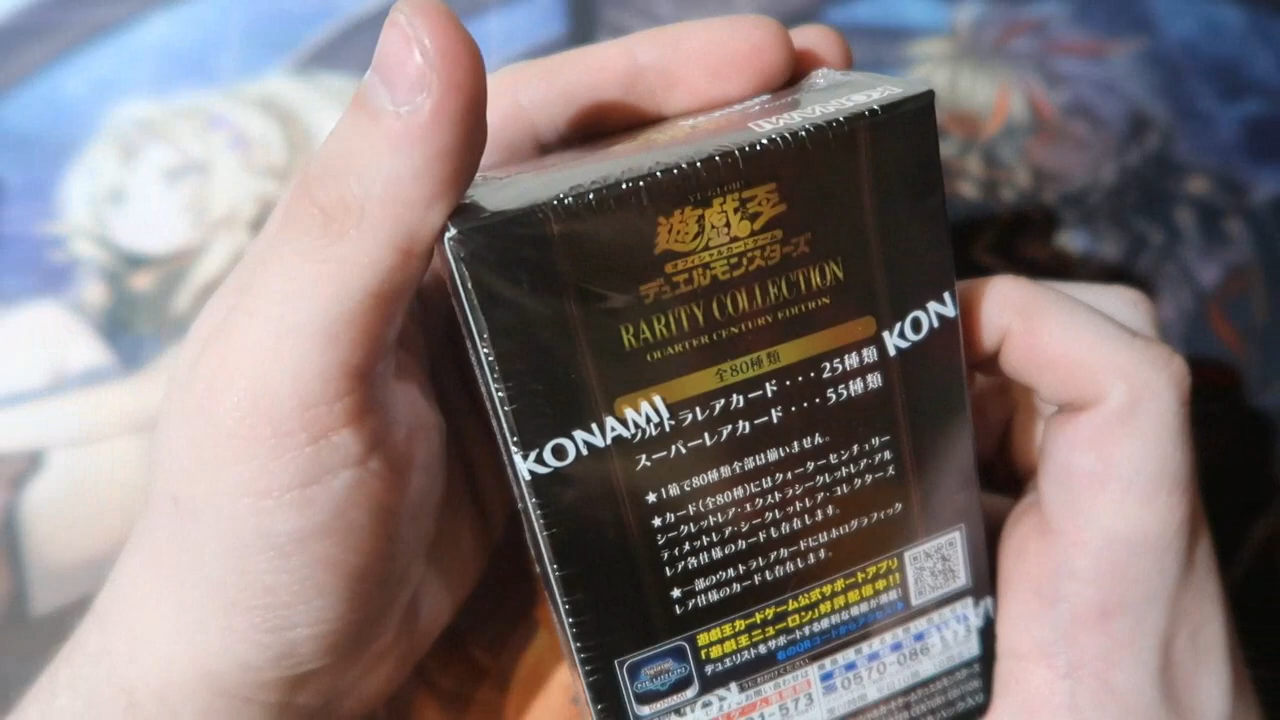 KONAMI
YU-GI-OH!
遊戯王
オフィシャルカードゲーム
デュエルモンスターズ
RARITY COLLECTION
QUARTER CENTURY EDITION
全80種類
ウルトラレアカード・・・25種類
スーパーレアカード・・・55種類
KONAMI
KON
★1箱で80種類全部は揃いません。
★カード(全80種)にはクォーターセンチュリー
シークレットレア・エクストラシークレットレア・アル
ティメットレア・シークレットレア・コレクターズ
レア各仕様のカードも存在します。
★一部のウルトラレアカードにはホログラフィック
レア仕様のカードも存在します。
遊戯王カードゲーム公式サポートアプリ
「遊戯王ニューロン」好評配信中!!
デュエリストをサポートする便利な機能が満載!
右のQRコードからアクセス
NEURON
KONAMI
お問い合わせは
0570-086
1-573